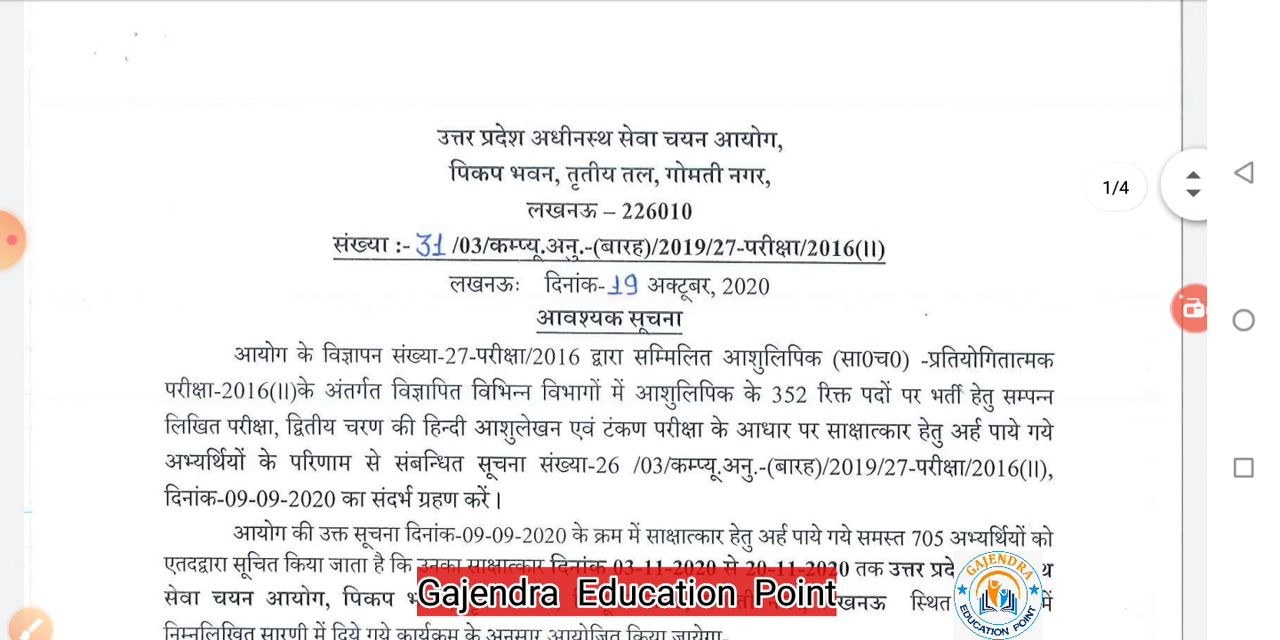 उत्तर प्रदेश अधीनस्थ सेवा चयन आयोग,
पिकप भवन, तृतीय तल, गोमती नगर,
लखनऊ – 226010
संख्या :- 31 /03/कम्प्यू.अनु.-(बारह)/2019/27-परीक्षा/2016(II)
लखनऊः दिनांक-19 अक्टूबर, 2020
आवश्यक सूचना
आयोग के विज्ञापन संख्या-27-परीक्षा/2016 द्वारा सम्मिलित आशुलिपिक (सा0च0) -प्रतियोगितात्मक
परीक्षा-2016(II)के अंतर्गत विज्ञापित विभिन्न विभागों में आशुलिपिक के 352 रिक्त पदों पर भर्ती हेतु सम्पन्न
लिखित परीक्षा, द्वितीय चरण की हिन्दी आशुलेखन एवं टंकण परीक्षा के आधार पर साक्षात्कार हेतु अर्ह पाये गये
अभ्यर्थियों के परिणाम से संबन्धित सूचना संख्या-26 /03/कम्प्यू.अनु.-(बारह)/2019/27-परीक्षा/2016(II),
दिनांक-09-09-2020 का संदर्भ ग्रहण करें।
आयोग की उक्त सूचना दिनांक-09-09-2020 के क्रम में साक्षात्कार हेतु अर्ह पाये गये समस्त 705 अभ्यर्थियों को
एतदद्वारा सूचित किया जाता है कि उनका साक्षात्कार दिनांक 03-11-2020 से 20-11-2020 तक उत्तर प्रदे
सेवा चयन आयोग, पिकप लखनऊ स्थित में
निम्नलिखित सारणी में दिये गये कार्यक्रम के अनुसार आयोजित किया जायेगा-
Gajendra Education Point
GAJENDRA
EDUCATION POINT
1/4